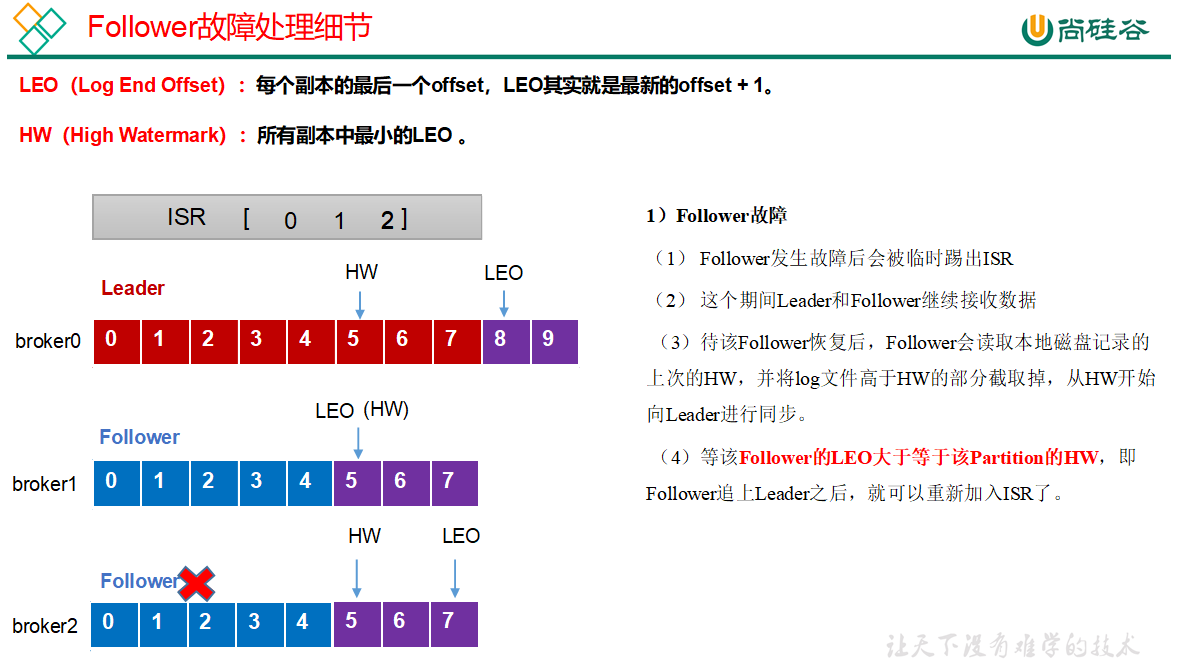 Follower故障处理细节
尚硅谷
LEO（Log End Offset）：每个副本的最后一个offset，LEO其实就是最新的offset + 1。
HW（High Watermark）：所有副本中最小的LEO 。
ISR [ 0 1 2 ]
HW LEO
Leader
broker0 0 1 2 3 4 5 6 7 8 9
LEO（HW)
Follower
broker1 0 1 2 3 4 5 6 7
HW LEO
Follower
broker2 0 1 2 3 4 5 6 7
1）Follower故障
（1） Follower发生故障后会被临时踢出ISR
（2） 这个期间Leader和Follower继续接收数据
（3）待该Follower恢复后，Follower会读取本地磁盘记录的
上次的HW，并将log文件高于HW的部分截取掉，从HW开始
向Leader进行同步。
（4）等该Follower的LEO大于等于该Partition的HW，即
Follower追上Leader之后，就可以重新加入ISR了。
让天下没有难学的技术